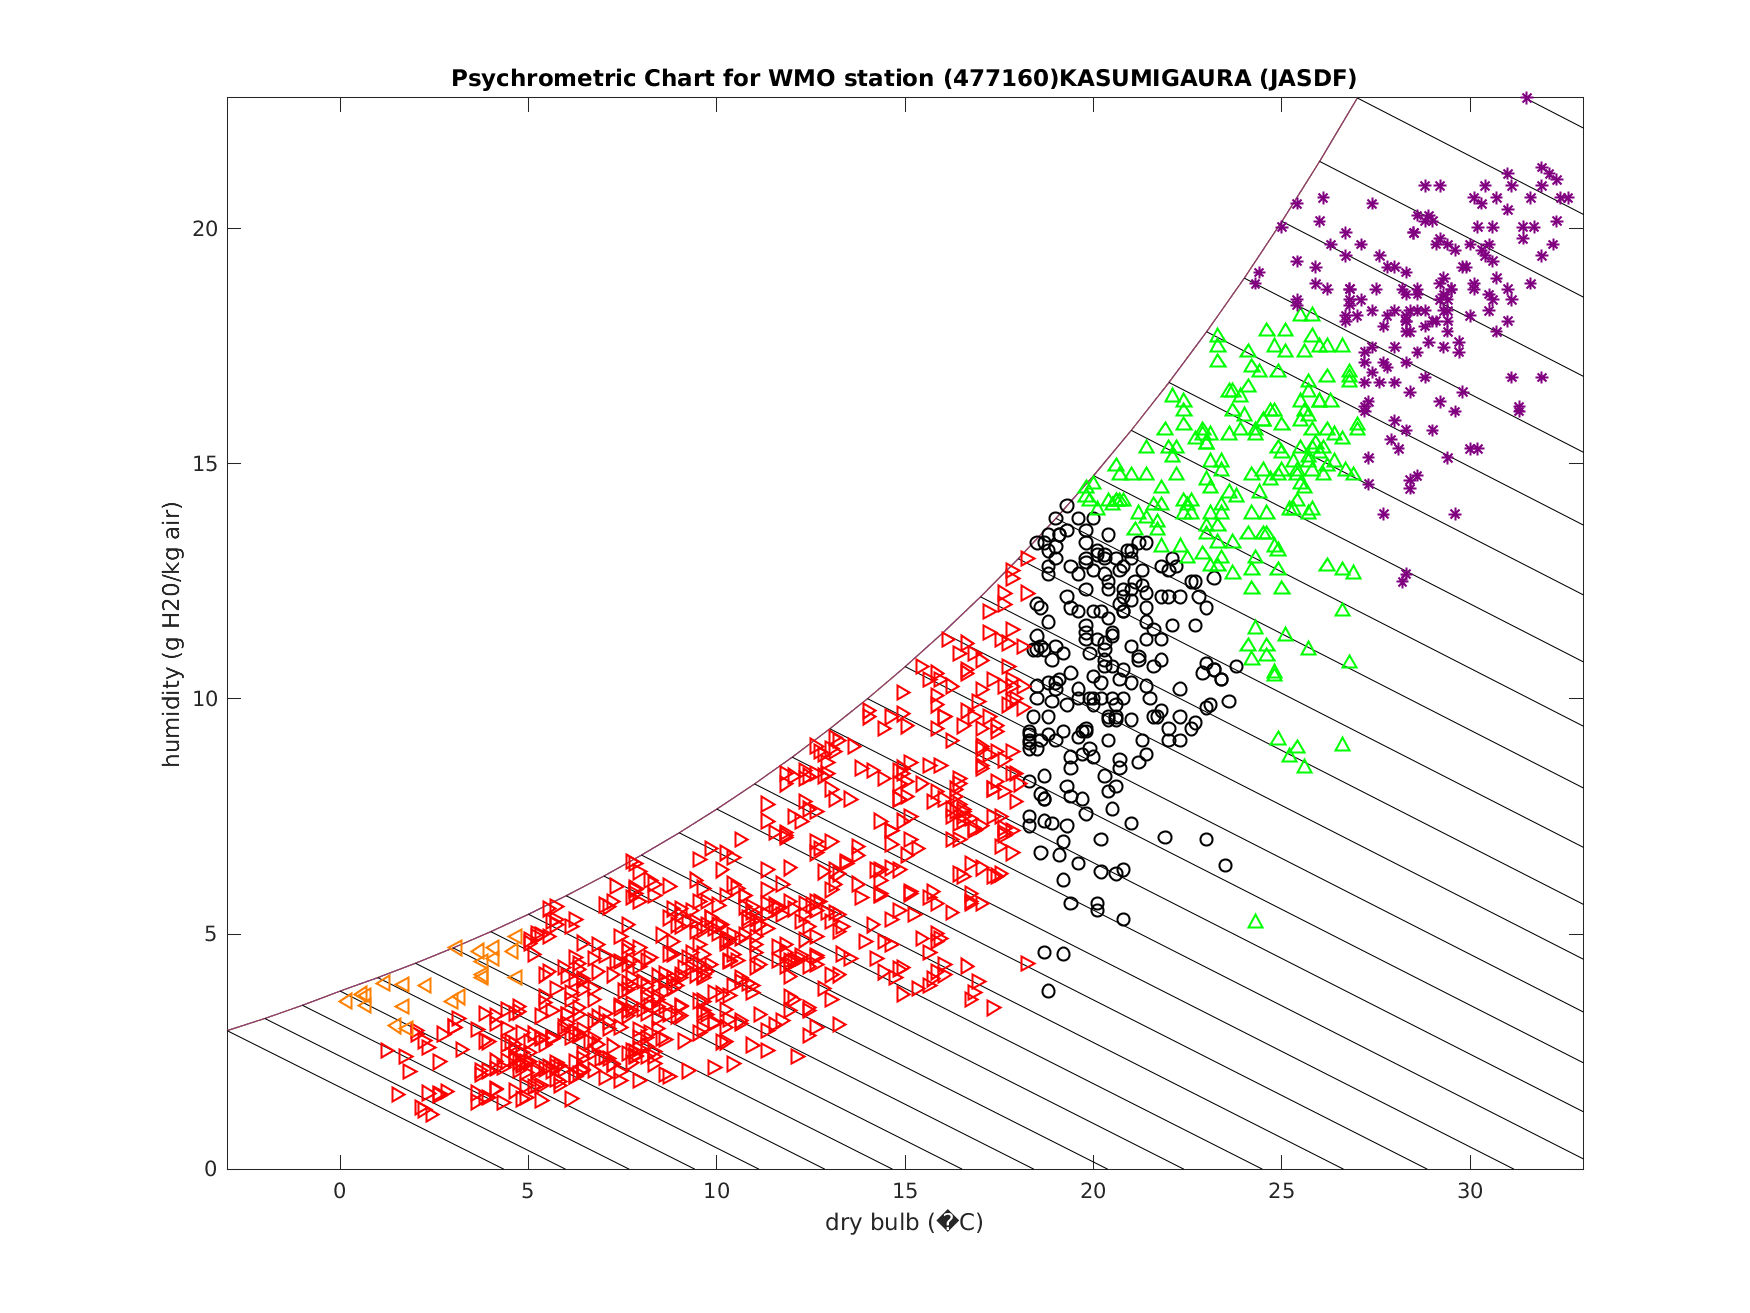 Psychrometric Chart for WMO station (477160)KASUMIGAURA (JASDF)
humidity (g H20/kg air)
20
15
10
5
0
0 5 10 15 20 25 30
dry bulb (�C)